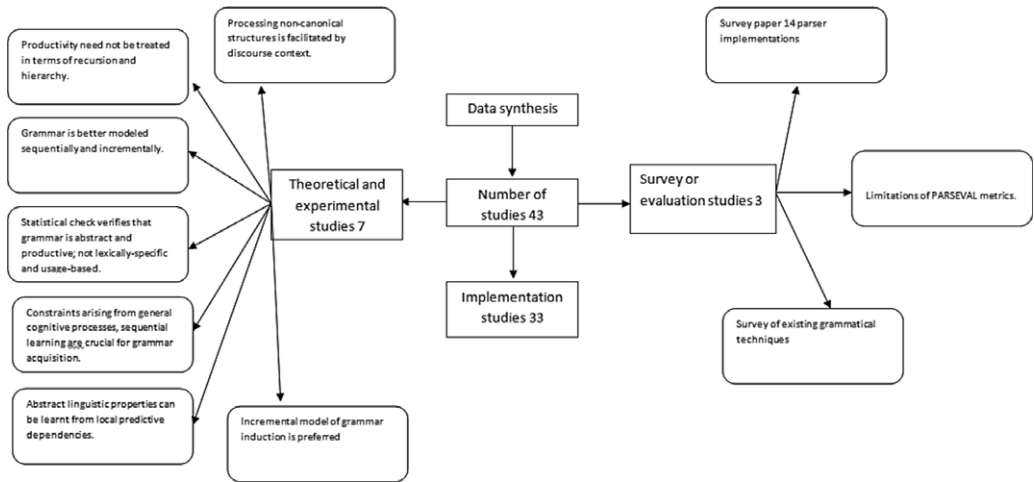 Processing non-canonical
structures is facilitated by
discourse context.
Survey paper 14 parser
implementations
Productivity need not be treated
in terms of recursion and
hierarchy.
Data synthesis
Grammar is better modeled
sequentially and incrementally.
Theoretical and
experimental
studies 7
Number of
studies 43
Survey or
evaluation studies 3
Limitations of PARSEVAL metrics.
Statistical check verifies that
grammar is abstract and
productive; not lexically-specific
and usage-based.
Implementation
studies 33
Constraints arising from general
cognitive processes, sequential
learning are crucial for grammar
acquisition.
Survey of existing grammatical
techniques
Abstract linguistic properties can
be learnt from local predictive
dependencies.
Incremental model of grammar
induction is preferred